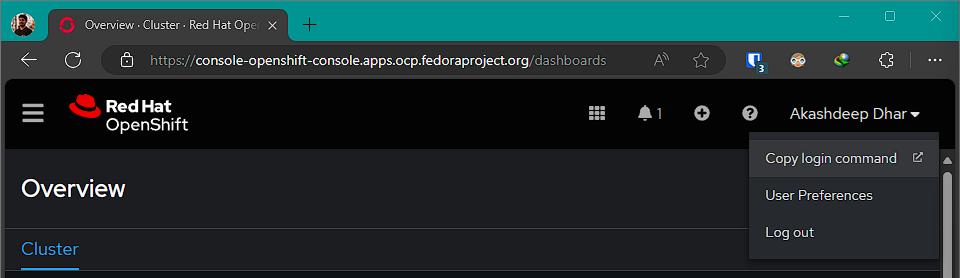 Overview · Cluster · Red Hat Ope
https://console-openshift-console.apps.ocp.fedoraproject.org/dashboards
3
Red Hat
OpenShift
1
Akashdeep Dhar
Copy login command
User Preferences
Log out
Overview
Cluster